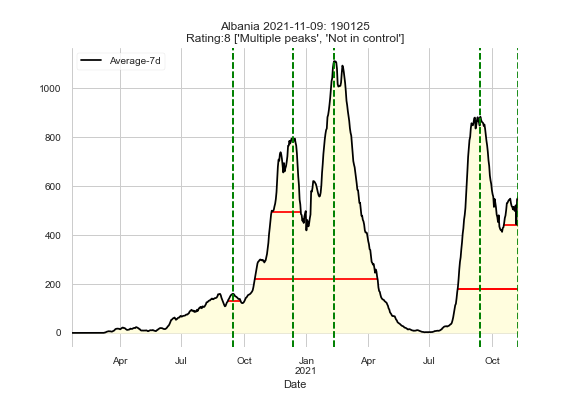 Albania 2021-11-09: 190125
Rating:8 ['Multiple peaks', 'Not in control']
Average-7d
1000
800
600
400
200
0
Apr Jul Oct Jan Apr Jul Oct
2021
Date